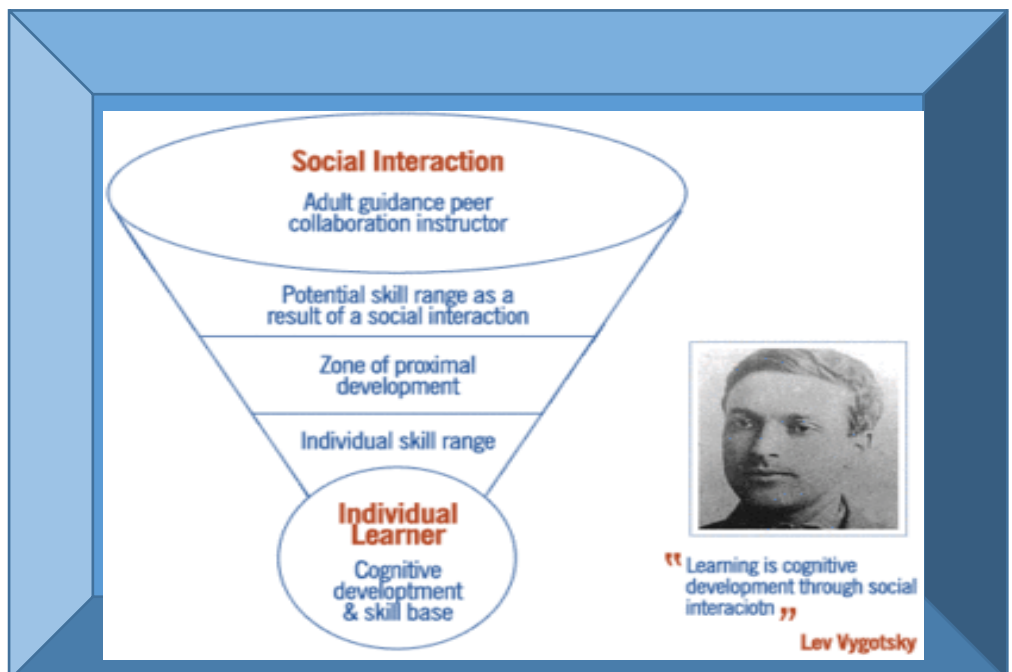 Social Interaction
Adult guidance peer
collaboration instructor
Potential skill range as a
result of a social interaction
Zone of proximal
development
Individual skill range
Individual
Learner
Cognitive
developtment
& skill base
" Learning is cognitive
development through social
interaciotn "
Lev Vygotsky